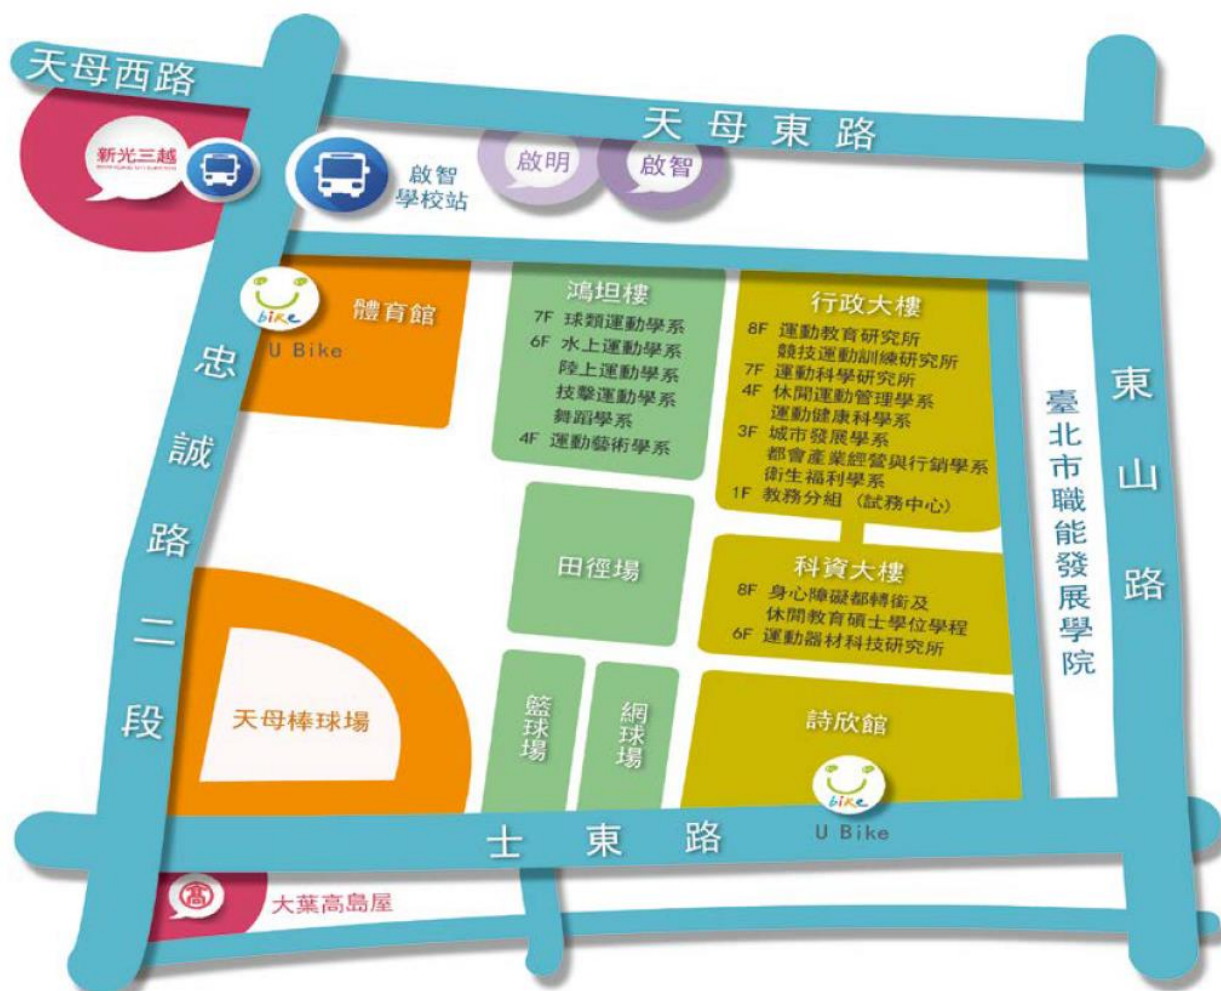 天母西路
天母東路
新光三越
啟智
學校站
啟明
啟智
bike
U Bike
體育館
鴻坦樓
7F 球類運動學系
6F 水上運動學系
陸上運動學系
技擊運動學系
舞蹈學系
4F 運動藝術學系
行政大樓
8F 運動教育研究所
競技運動訓練研究所
7F 運動科學研究所
4F 休閒運動管理學系
運動健康科學系
3F 城市發展學系
都會產業經營與行銷學系
衛生福利學系
1F 教務分組（試務中心）
忠誠路二段
東山路
臺北市職能發展學院
田徑場
科資大樓
8F 身心障礙都轉銜及
休閒教育碩士學位學程
6F 運動器材科技研究所
天母棒球場
籃球場
網球場
詩欣館
bike
U Bike
士東路
髙
大葉高島屋